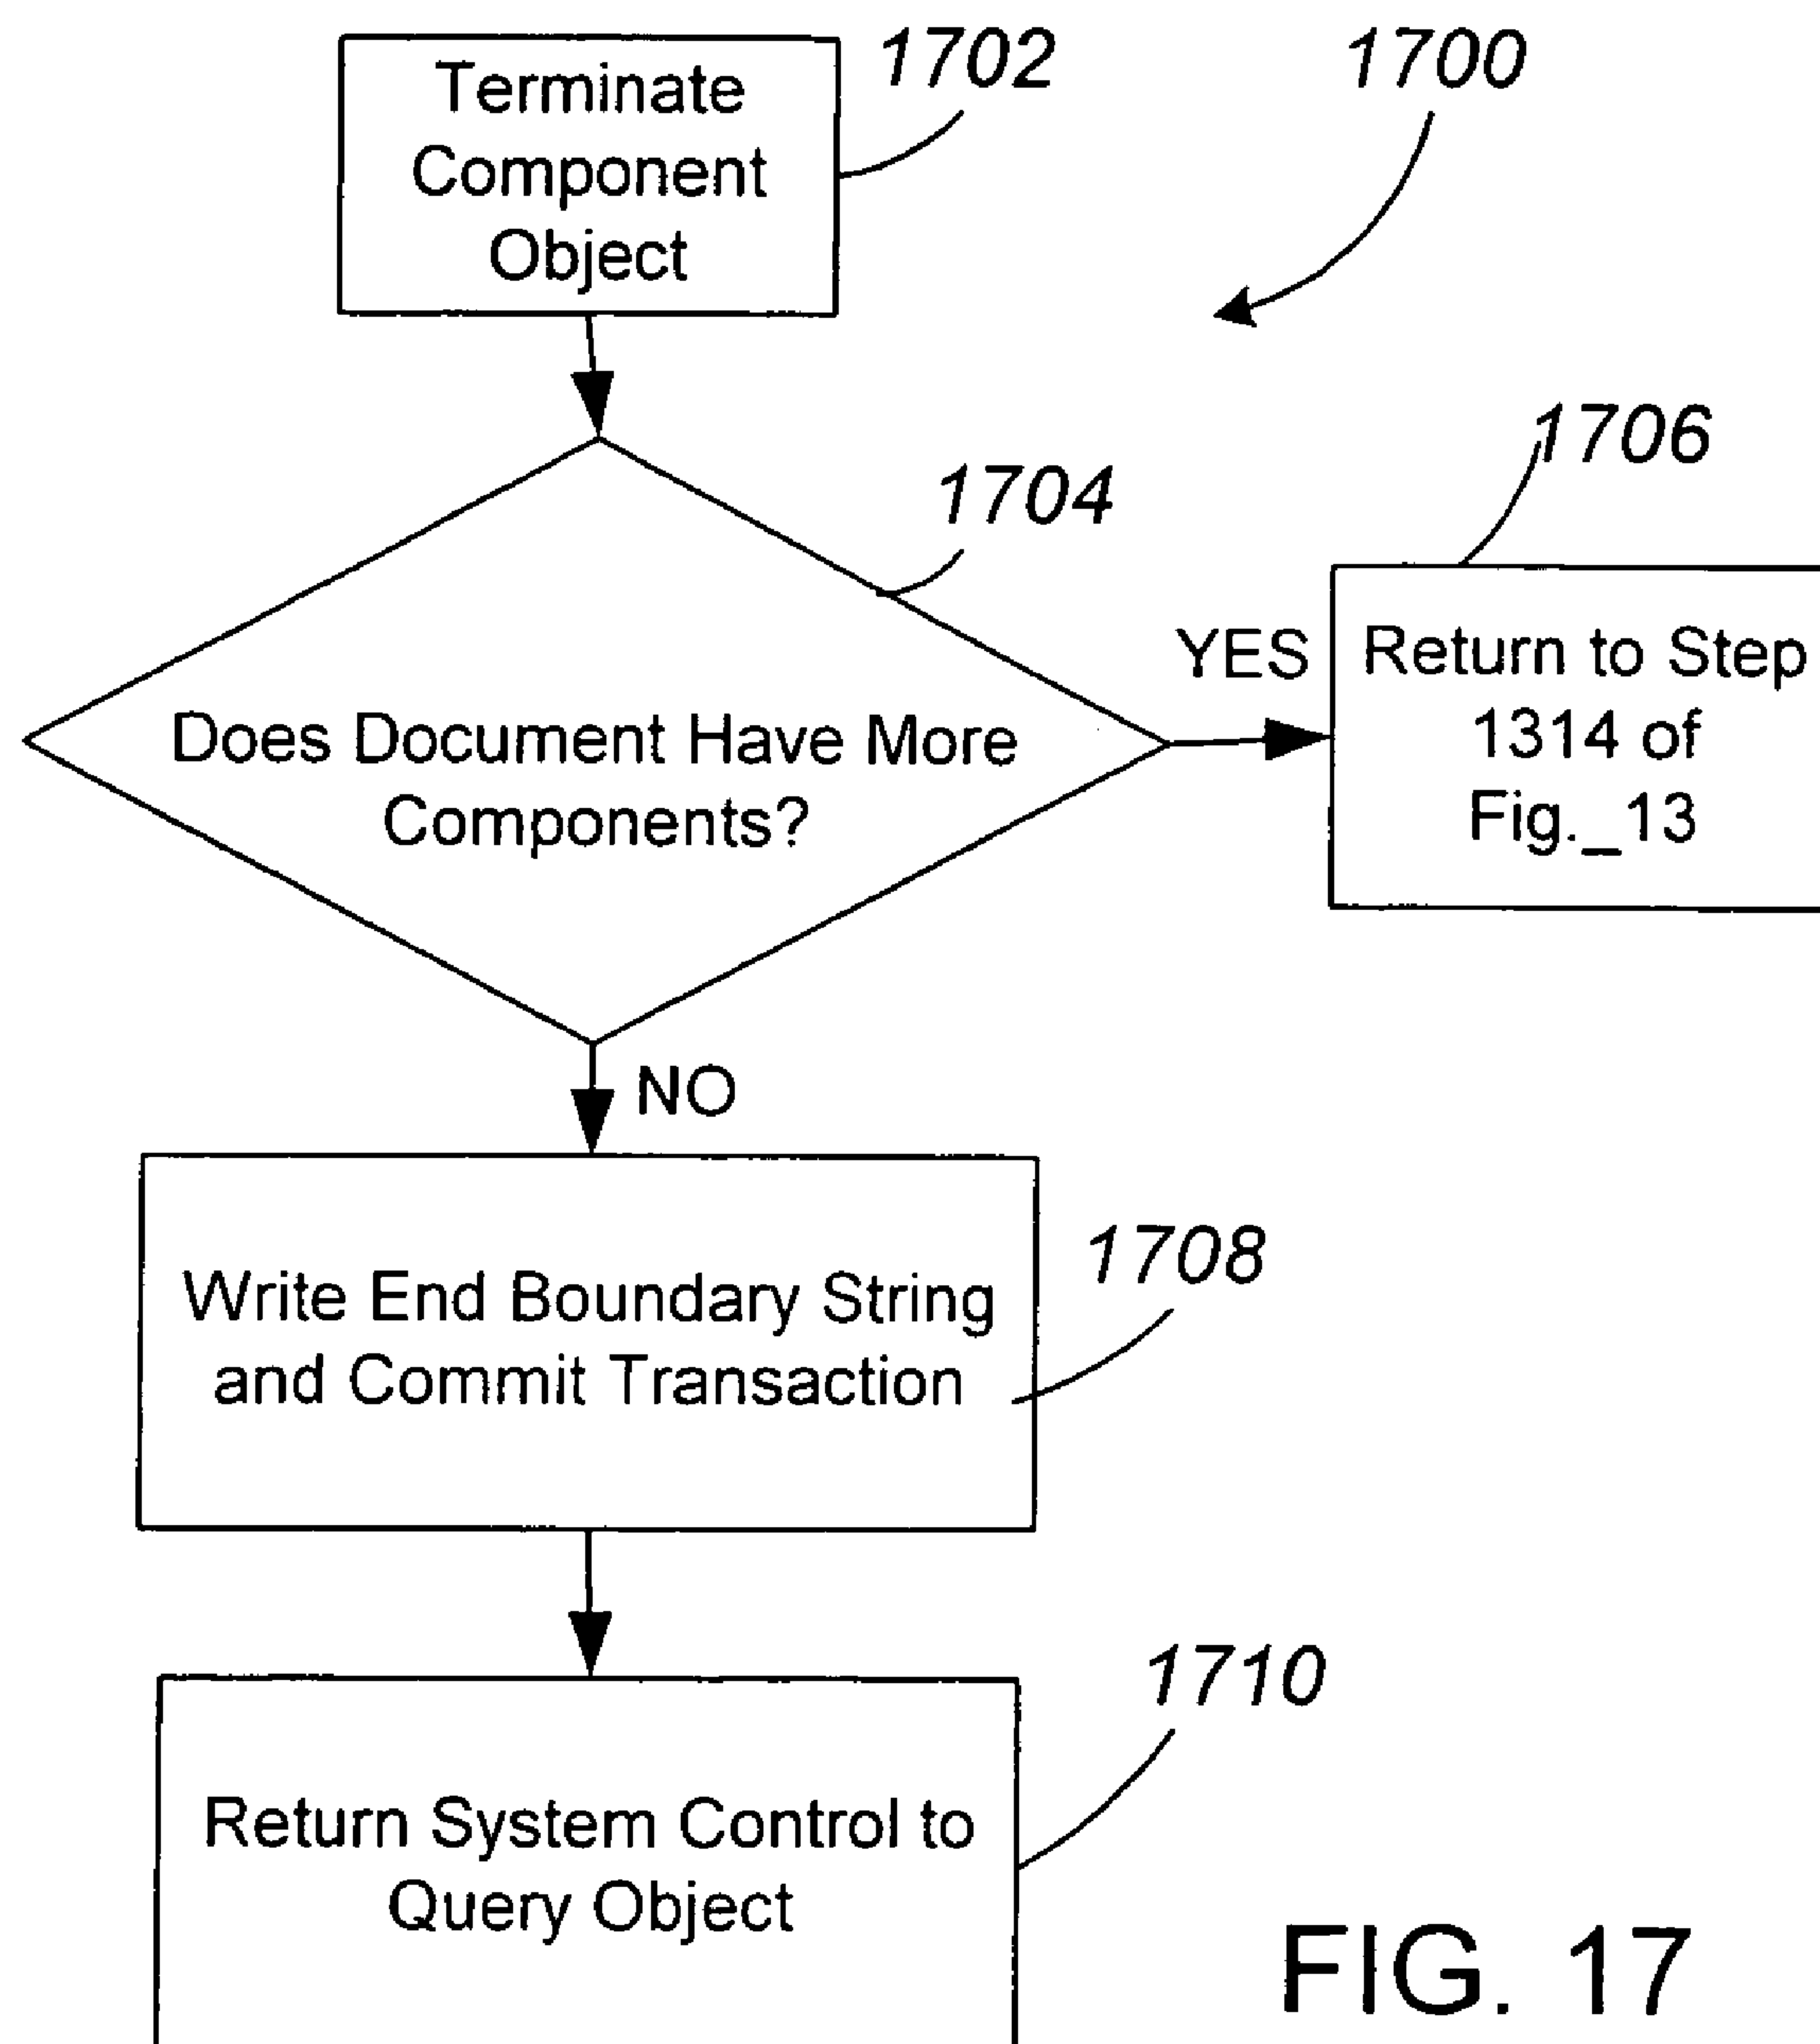 Terminate
Component
Object
1702
1700
1704
Does Document Have More
Components?
YES
1706
Return to Step
1314 of
Fig._13
NO
Write End Boundary String
and Commit Transaction
1708
Return System Control to
Query Object
1710
FIG. 17